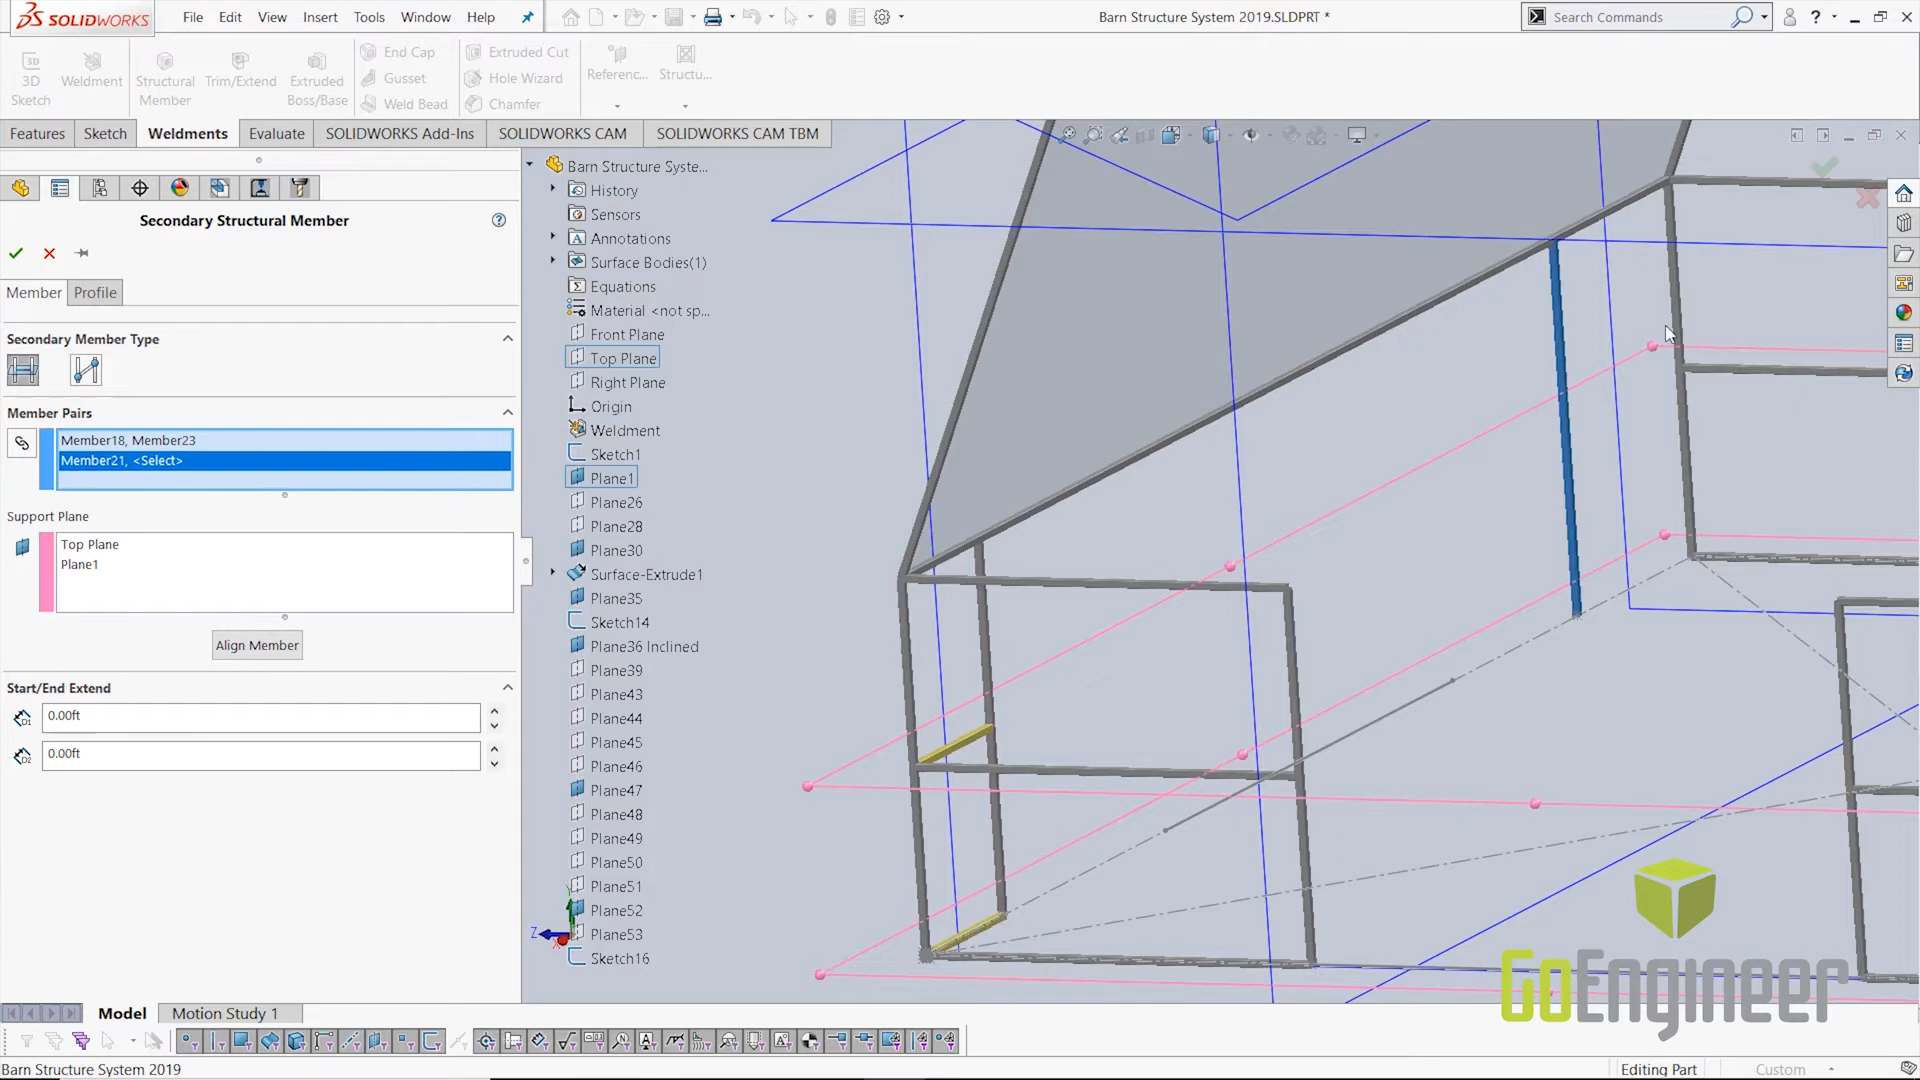 SOLIDWORKS
File Edit View Insert Tools Window Help
Barn Structure System 2019.SLDPRT *
Search Commands
3D Sketch
Weldment
Structural Member
Trim/Extend
Extruded Boss/Base
End Cap
Gusset
Weld Bead
Extruded Cut
Hole Wizard
Chamfer
Referenc...
Structu...
Features Sketch Weldments Evaluate SOLIDWORKS Add-Ins SOLIDWORKS CAM SOLIDWORKS CAM TBM
Secondary Structural Member
Member Profile
Secondary Member Type
Member Pairs
Member18, Member23
Member21, <Select>
Support Plane
Top Plane
Plane1
Align Member
Start/End Extend
0.00ft
0.00ft
Barn Structure Syste...
History
Sensors
Annotations
Surface Bodies(1)
Equations
Material <not sp...
Front Plane
Top Plane
Right Plane
Origin
Weldment
Sketch1
Plane1
Plane26
Plane28
Plane30
Surface-Extrude1
Plane35
Sketch14
Plane36 Inclined
Plane39
Plane43
Plane44
Plane45
Plane46
Plane47
Plane48
Plane49
Plane50
Plane51
Plane52
Plane53
Sketch16
Z
GoEngineer
Model Motion Study 1
Barn Structure System 2019
Editing Part
Custom